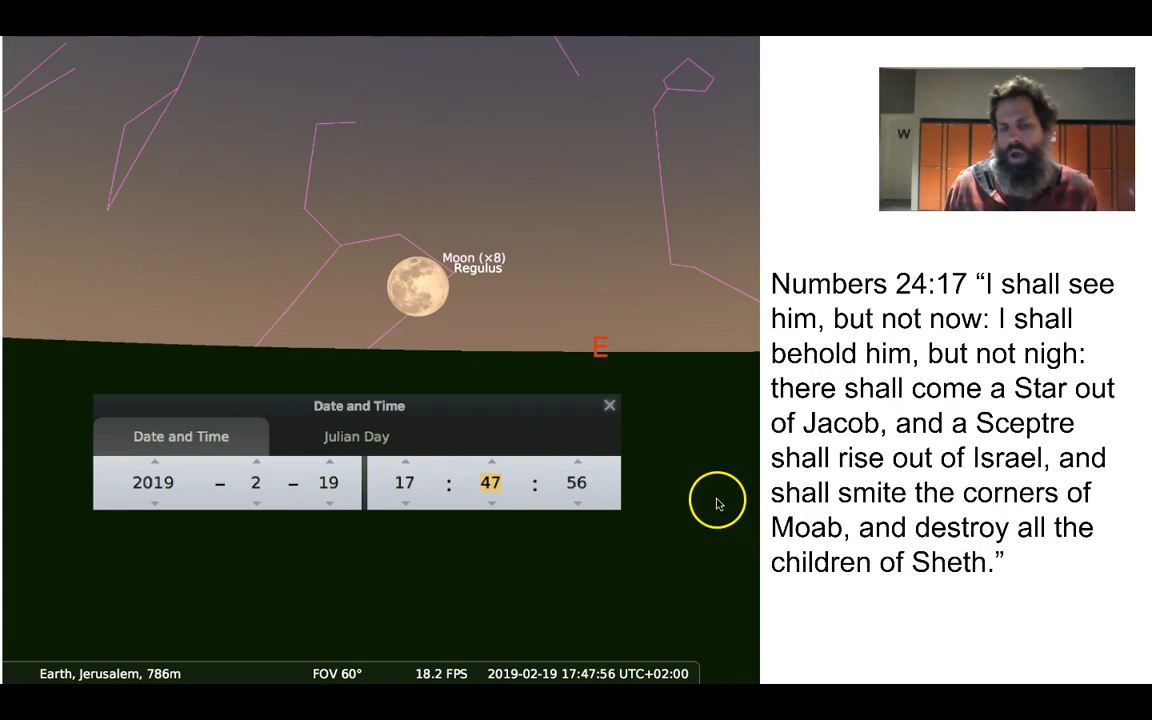 Moon (×8)
Regulus
E
W
Date and Time
Date and Time
Julian Day
2019 – 2 – 19 17 : 47 : 56
Earth, Jerusalem, 786m
FOV 60°
18.2 FPS
2019-02-19 17:47:56 UTC+02:00
Numbers 24:17 “I shall see
him, but not now: I shall
behold him, but not nigh:
there shall come a Star out
of Jacob, and a Sceptre
shall rise out of Israel, and
shall smite the corners of
Moab, and destroy all the
children of Sheth.”